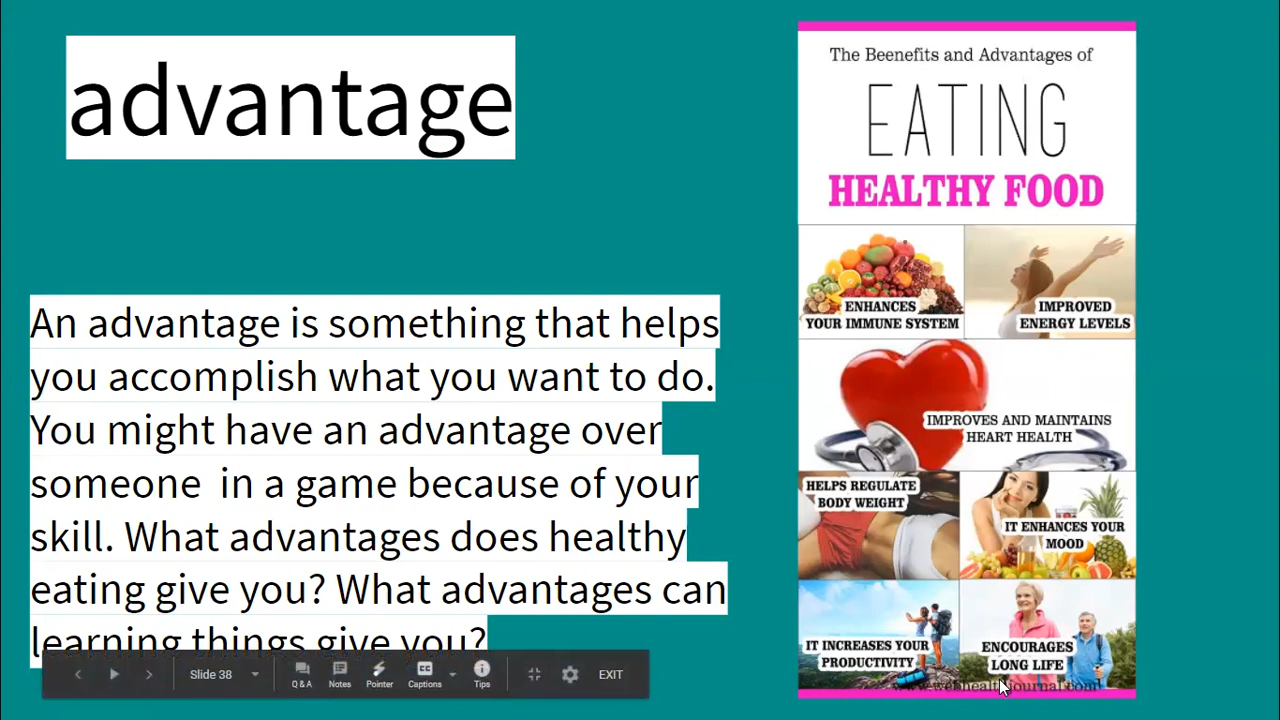 advantage
An advantage is something that helps
you accomplish what you want to do.
You might have an advantage over
someone in a game because of your
skill. What advantages does healthy
eating give you? What advantages can
learning things give you?
The Beenefits and Advantages of
EATING
HEALTHY FOOD
ENHANCES
YOUR IMMUNE SYSTEM
IMPROVED
ENERGY LEVELS
IMPROVES AND MAINTAINS
HEART HEALTH
HELPS REGULATE
BODY WEIGHT
IT ENHANCES YOUR
MOOD
IT INCREASES YOUR
PRODUCTIVITY
ENCOURAGES
LONG LIFE
www.webhealthjournal.com
Slide 38
Q & A
Notes
Pointer
CC
Captions
Tips
EXIT